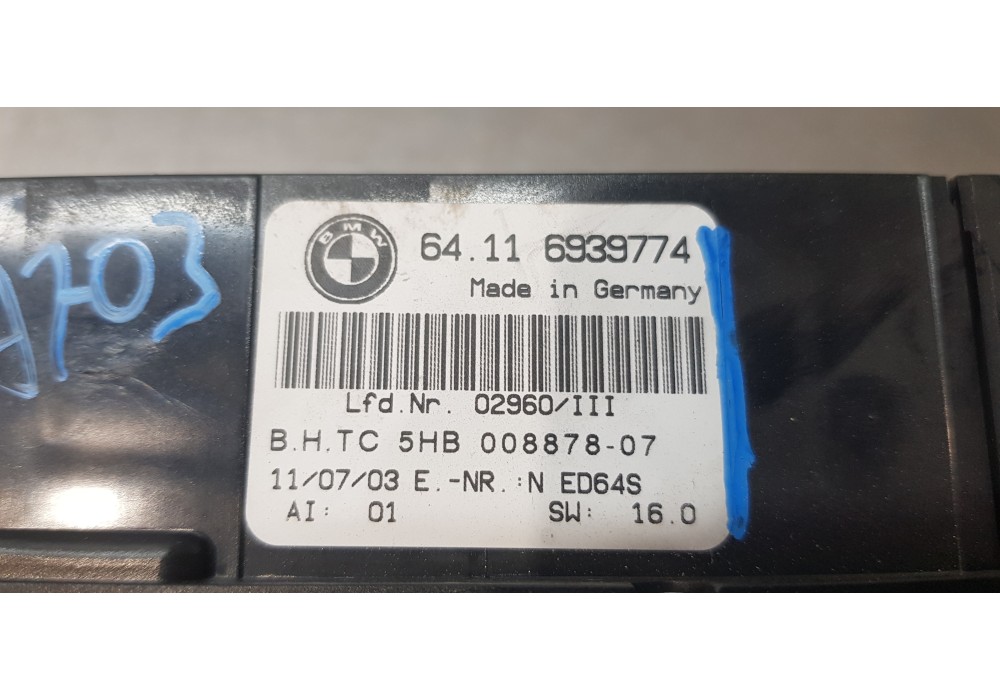 BMW
64.11 6939774
Made in Germany
Lfd.Nr. 02960/III
B.H.TC 5HB 008878-07
11/07/03 E.-NR.:N ED64S
AI: 01 SW: 16.0
A703